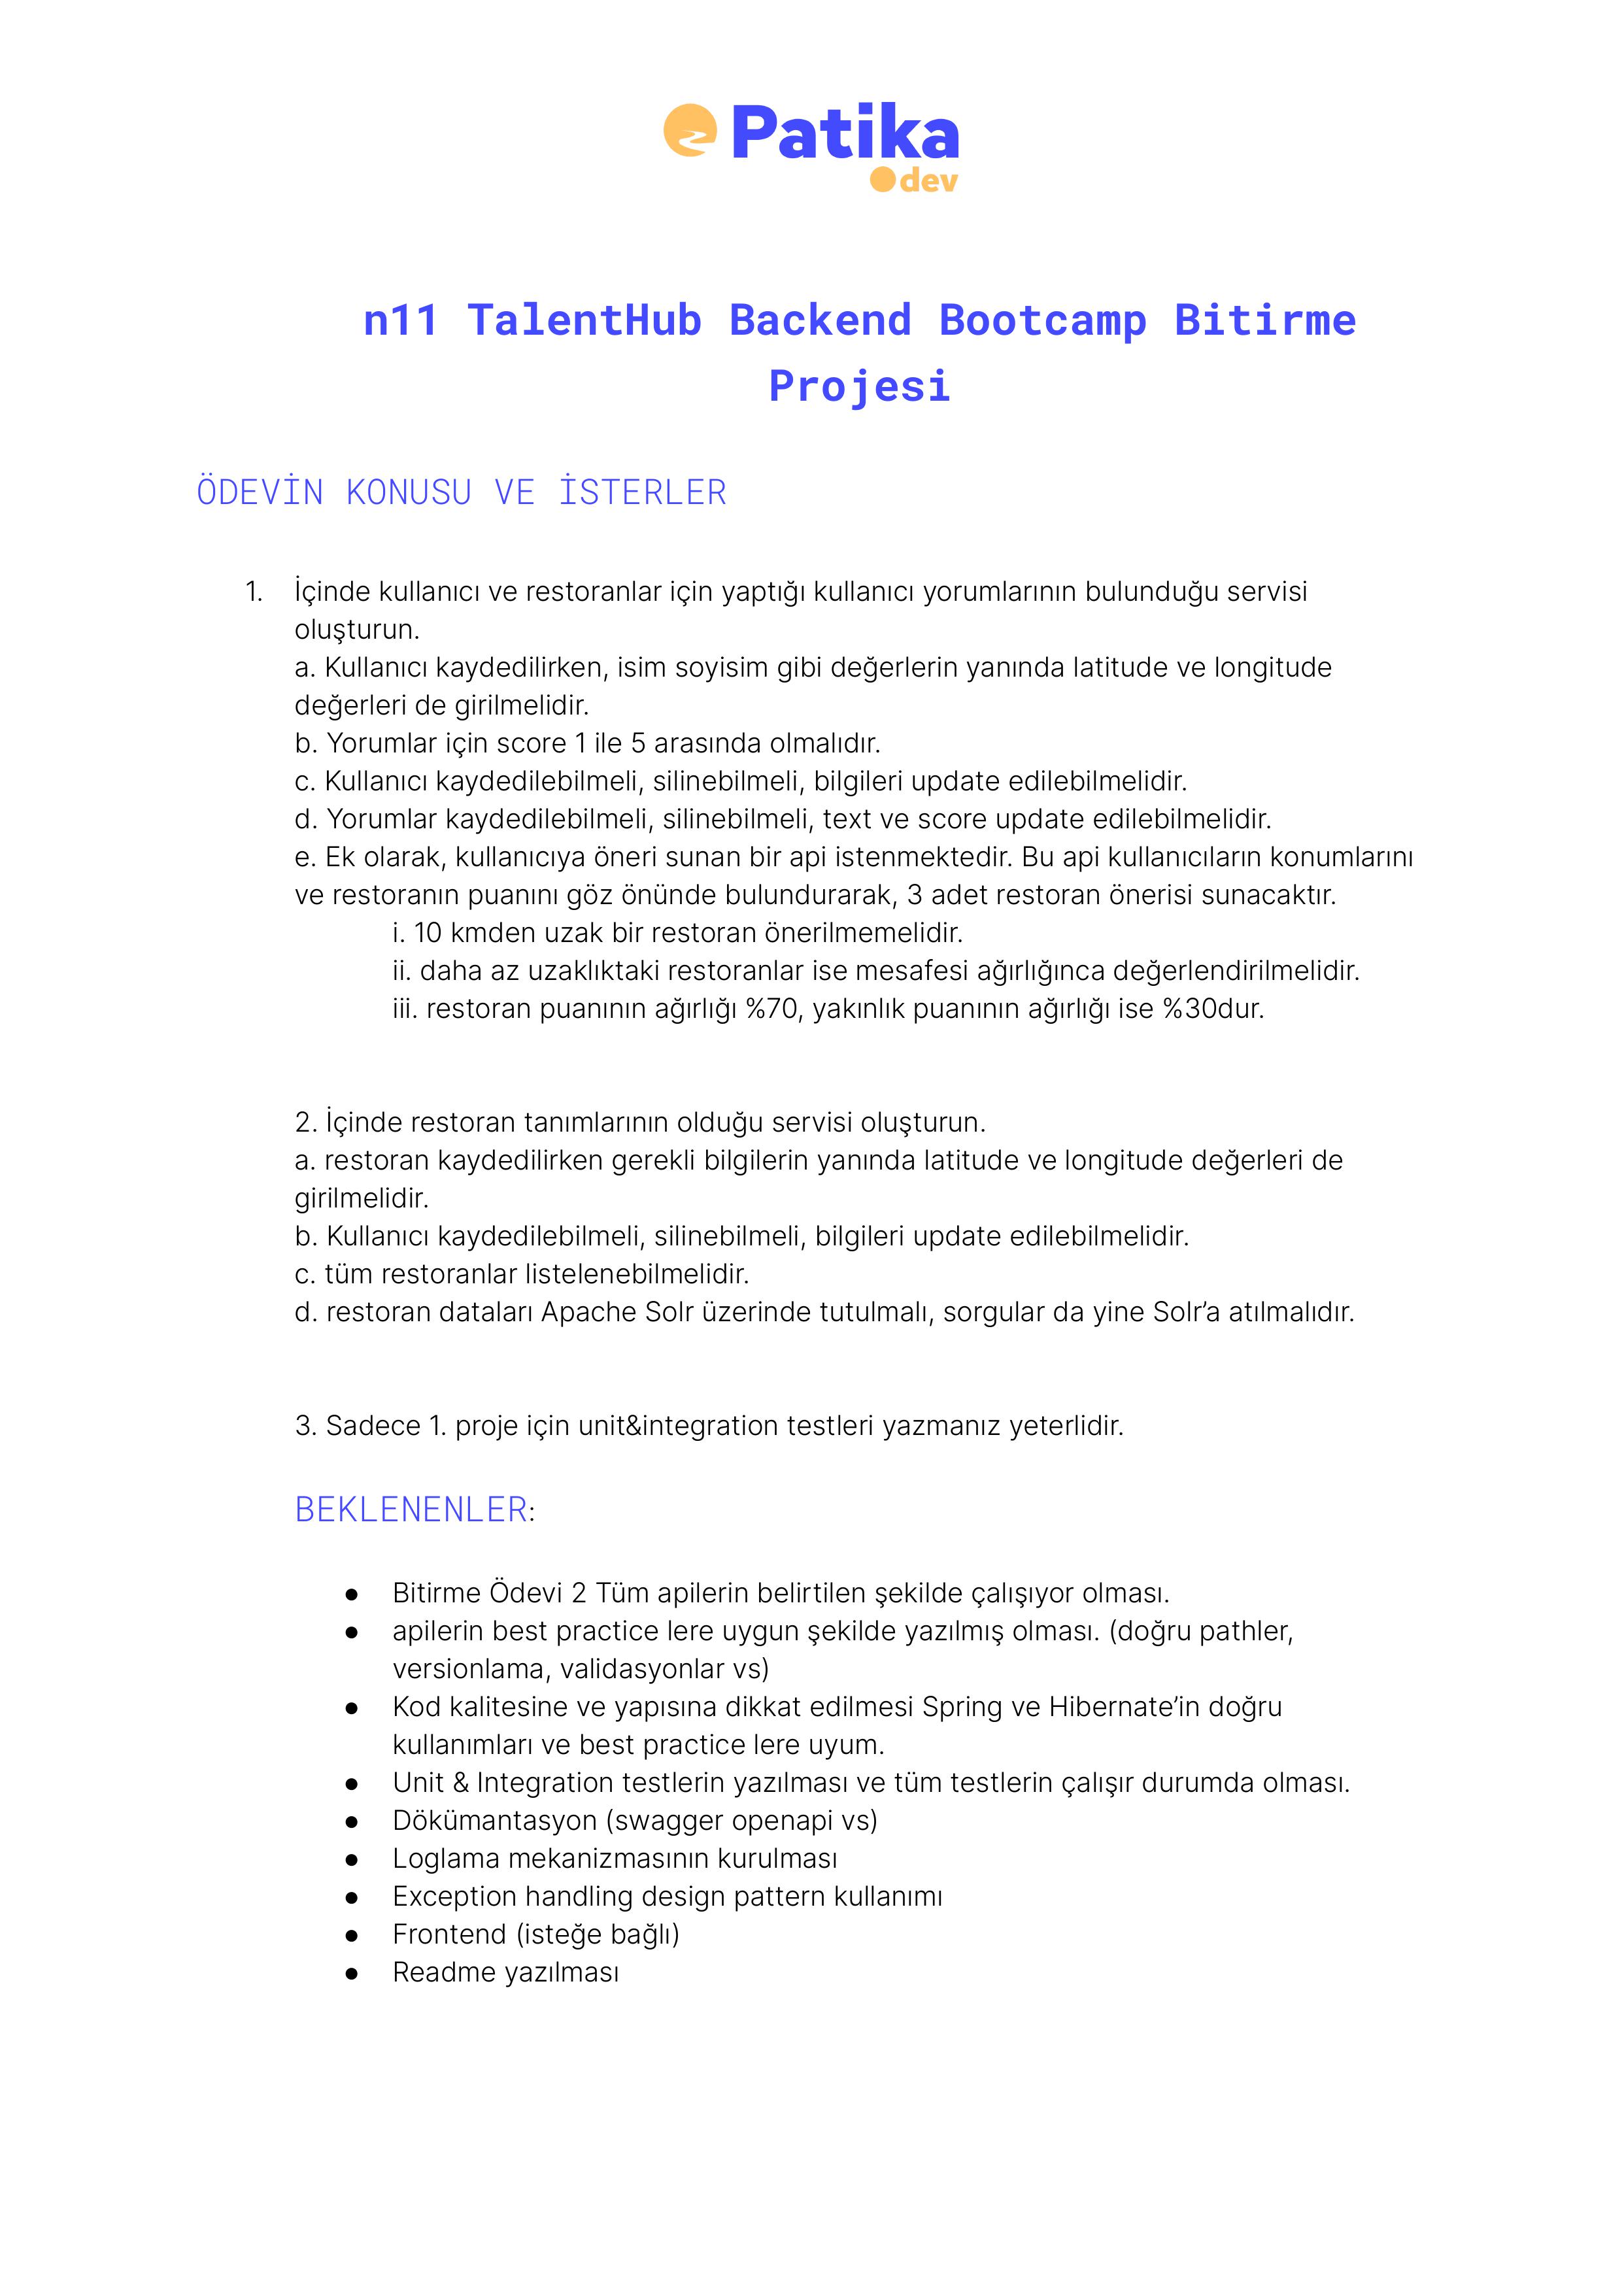 Patika
dev
n11 TalentHub Backend Bootcamp Bitirme
Projesi
ÖDEVİN KONUSU VE İSTERLER
1. İçinde kullanıcı ve restoranlar için yaptığı kullanıcı yorumlarının bulunduğu servisi
oluşturun.
a. Kullanıcı kaydedilirken, isim soyisim gibi değerlerin yanında latitude ve longitude
değerleri de girilmelidir.
b. Yorumlar için score 1 ile 5 arasında olmalıdır.
c. Kullanıcı kaydedilebilmeli, silinebilmeli, bilgileri update edilebilmelidir.
d. Yorumlar kaydedilebilmeli, silinebilmeli, text ve score update edilebilmelidir.
e. Ek olarak, kullanıcıya öneri sunan bir api istenmektedir. Bu api kullanıcıların konumlarını
ve restoranın puanını göz önünde bulundurarak, 3 adet restoran önerisi sunacaktır.
i. 10 kmden uzak bir restoran önerilmemelidir.
ii. daha az uzaklıktaki restoranlar ise mesafesi ağırlığınca değerlendirilmelidir.
iii. restoran puanının ağırlığı %70, yakınlık puanının ağırlığı ise %30dur.
2. İçinde restoran tanımlarının olduğu servisi oluşturun.
a. restoran kaydedilirken gerekli bilgilerin yanında latitude ve longitude değerleri de
girilmelidir.
b. Kullanıcı kaydedilebilmeli, silinebilmeli, bilgileri update edilebilmelidir.
c. tüm restoranlar listelenebilmelidir.
d. restoran dataları Apache Solr üzerinde tutulmalı, sorgular da yine Solr’a atılmalıdır.
3. Sadece 1. proje için unit&integration testleri yazmanız yeterlidir.
BEKLENENLER:
● Bitirme Ödevi 2 Tüm apilerin belirtilen şekilde çalışıyor olması.
● apilerin best practice lere uygun şekilde yazılmış olması. (doğru pathler,
versionlama, validasyonlar vs)
● Kod kalitesine ve yapısına dikkat edilmesi Spring ve Hibernate’in doğru
kullanımları ve best practice lere uyum.
● Unit & Integration testlerin yazılması ve tüm testlerin çalışır durumda olması.
● Dökümantasyon (swagger openapi vs)
● Loglama mekanizmasının kurulması
● Exception handling design pattern kullanımı
● Frontend (isteğe bağlı)
● Readme yazılması